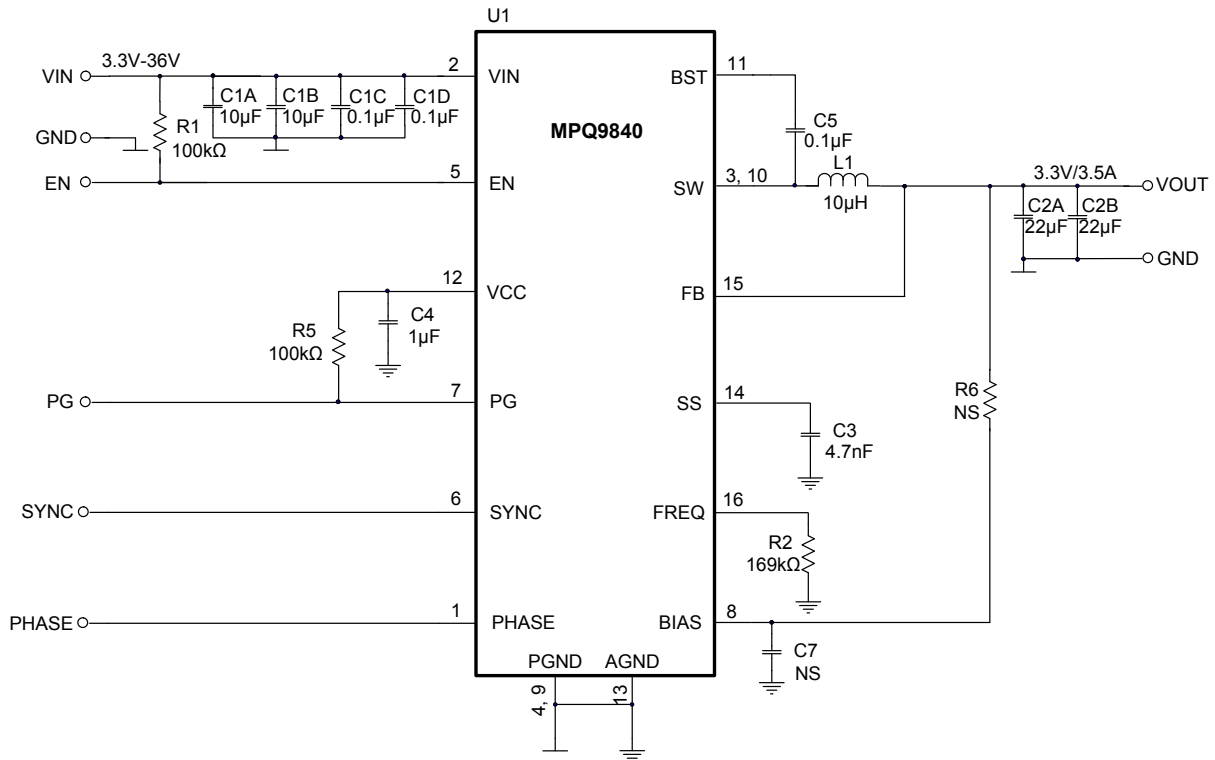 U1
3.3V-36V
VIN
2
VIN
BST
11
C1A
10µF
C1B
10µF
C1C
0.1µF
C1D
0.1µF
MPQ9840
C5
0.1µF
GND
R1
100kΩ
L1
10µH
EN
5
EN
SW
3, 10
3.3V/3.5A
VOUT
C2A
22µF
C2B
22µF
GND
12
VCC
FB
15
C4
1µF
R5
100kΩ
PG
7
PG
SS
14
R6
NS
C3
4.7nF
SYNC
6
SYNC
FREQ
16
R2
169kΩ
PHASE
1
PHASE
BIAS
8
C7
NS
PGND
AGND
4, 9
13